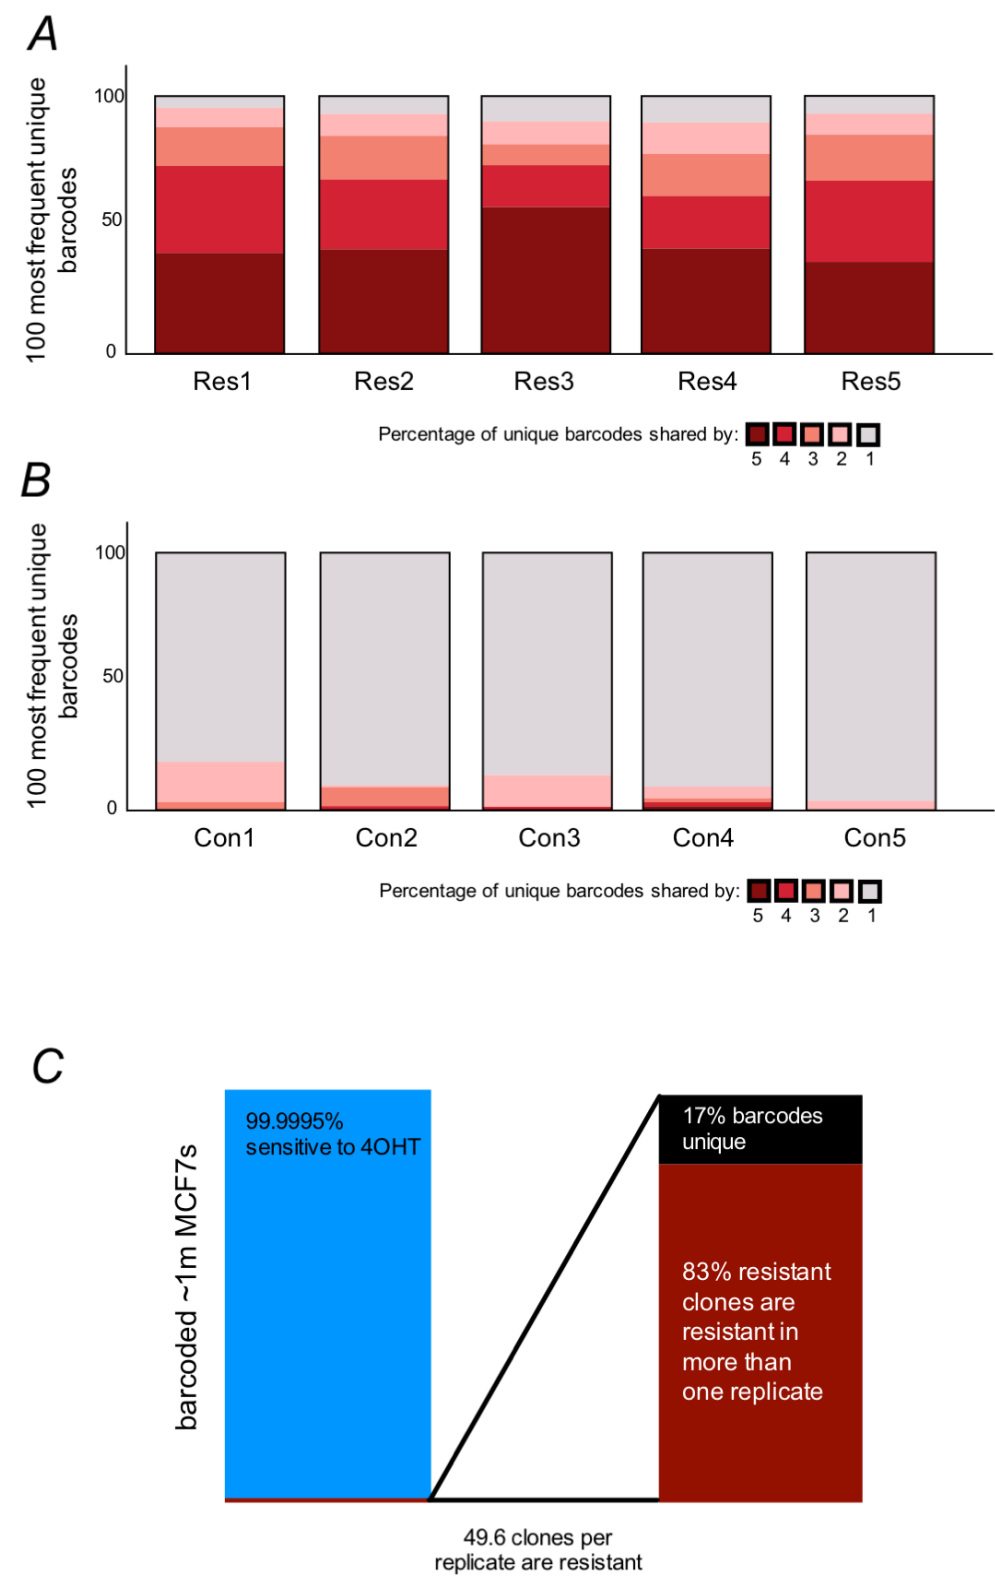 A
100 most frequent unique
barcodes
100
50
0
Res1 Res2 Res3 Res4 Res5
Percentage of unique barcodes shared by:
5 4 3 2 1
B
100 most frequent unique
barcodes
100
50
0
Con1 Con2 Con3 Con4 Con5
Percentage of unique barcodes shared by:
5 4 3 2 1
C
barcoded ~1m MCF7s
99.9995%
sensitive to 4OHT
17% barcodes
unique
83% resistant
clones are
resistant in
more than
one replicate
49.6 clones per
replicate are resistant